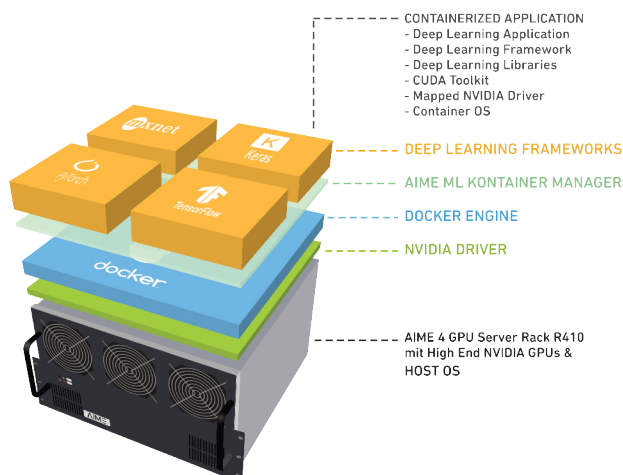 CONTAINERIZED APPLICATION
- Deep Learning Application
- Deep Learning Framework
- Deep Learning Libraries
- CUDA Toolkit
- Mapped NVIDIA Driver
- Container OS
mxnet
K
Keras
DEEP LEARNING FRAMEWORKS
PyTorch
TensorFlow
AIME ML KONTAINER MANAGER
DOCKER ENGINE
NVIDIA DRIVER
docker
AIME 4 GPU Server Rack R410
mit High End NVIDIA GPUs &
HOST OS
AIME